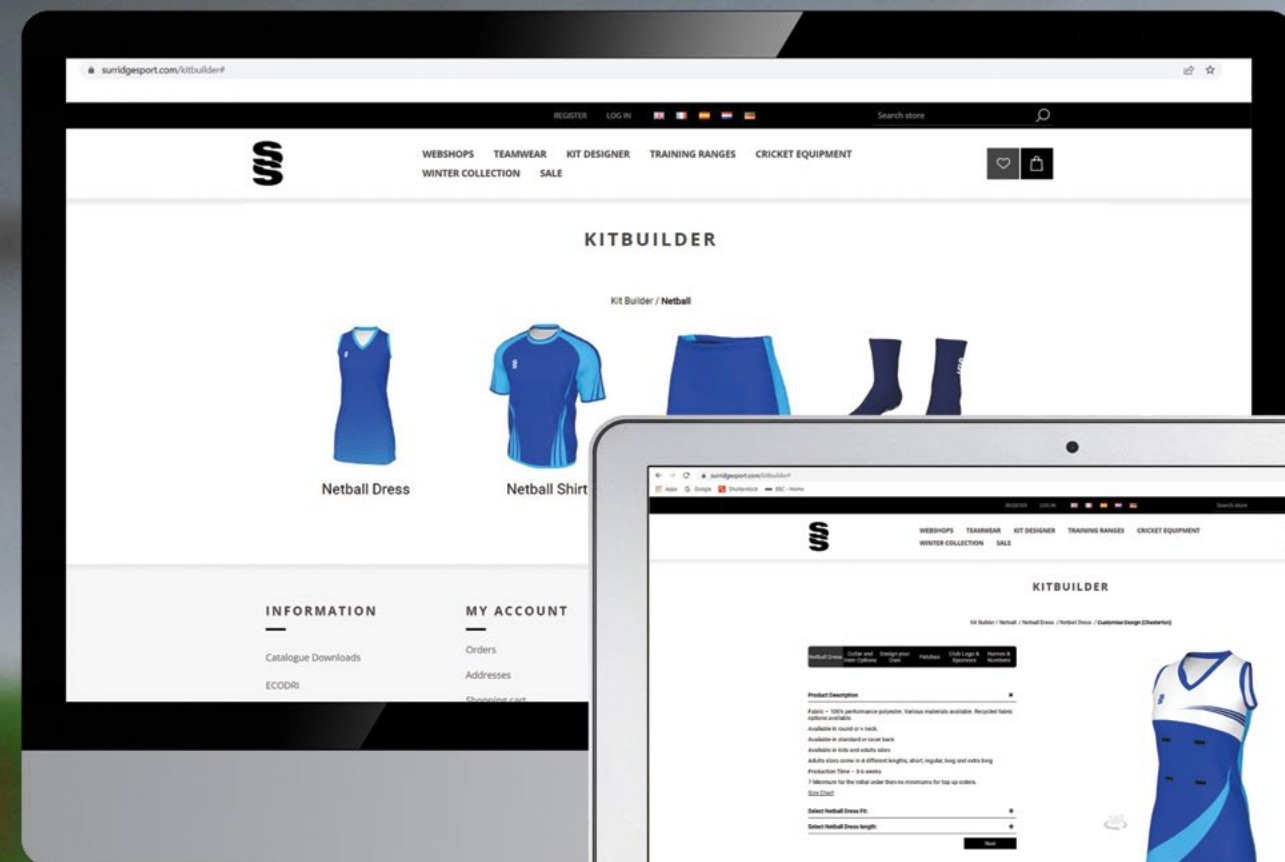 surridgesport.com/kitbuilder#
REGISTER LOG IN Search store
WEBSHOPS TEAMWEAR KIT DESIGNER TRAINING RANGES CRICKET EQUIPMENT
WINTER COLLECTION SALE
KITBUILDER
Kit Builder / Netball
Netball Dress Netball Shirt
INFORMATION MY ACCOUNT
Catalogue Downloads Orders
ECODRI Addresses
Shopping cart
surridgesport.com/kitbuilder#
Apps Google Shutterstock BBC - Home
REGISTER LOG IN Search store
WEBSHOPS TEAMWEAR KIT DESIGNER TRAINING RANGES CRICKET EQUIPMENT
WINTER COLLECTION SALE
KITBUILDER
Kit Builder / Netball / Netball Dress / Netball Dress / Customise Design (Chesterton)
Netball Dress Collar and Hem Options Design your Own Patches Club Logo & Sponsors Names & Numbers
Product Description
Fabric – 100% performance polyester. Various materials available. Recycled fabric
options available.
Available in round or v neck.
Available in standard or racer back
Available in kids and adults sizes
Adults sizes come in 4 different lengths, short, regular, long and extra long
Production Time – 3-6 weeks
7 Minimum for the initial order then no minimums for top up orders.
Size Chart
Select Netball Dress Fit: +
Select Netball Dress length: +
Next
360